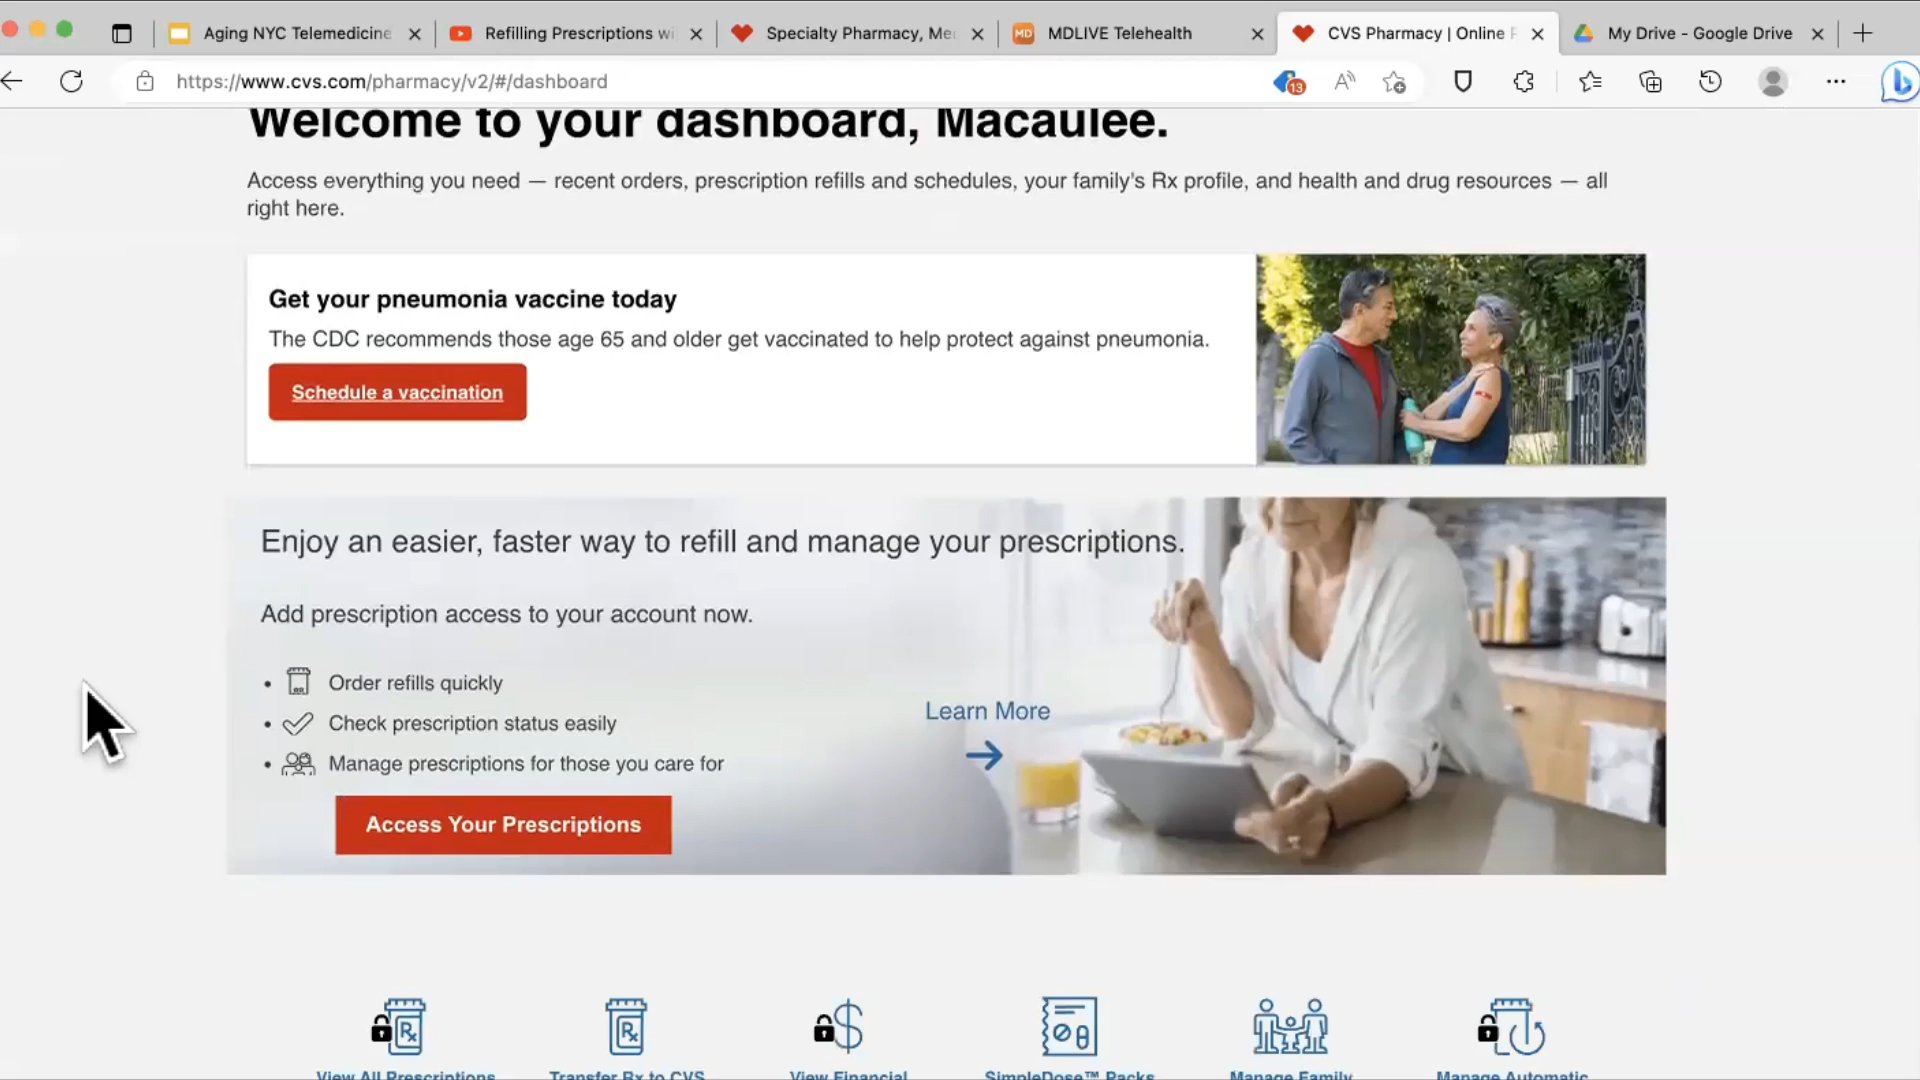 Aging NYC Telemedicine
Refilling Prescriptions wi
Specialty Pharmacy, Me
MD
MDLIVE Telehealth
CVS Pharmacy | Online P
My Drive - Google Drive
https://www.cvs.com/pharmacy/v2/#/dashboard
13
Welcome to your dashboard, Macaulee.
Access everything you need — recent orders, prescription refills and schedules, your family's Rx profile, and health and drug resources — all
right here.
Get your pneumonia vaccine today
The CDC recommends those age 65 and older get vaccinated to help protect against pneumonia.
Schedule a vaccination
Enjoy an easier, faster way to refill and manage your prescriptions.
Add prescription access to your account now.
Order refills quickly
Check prescription status easily
Manage prescriptions for those you care for
Learn More
Access Your Prescriptions
Rx
Rx
View All Prescriptions
Transfer Rx to CVS
View Financial
SimpleDose™ Packs
Manage Family
Manage Automatic